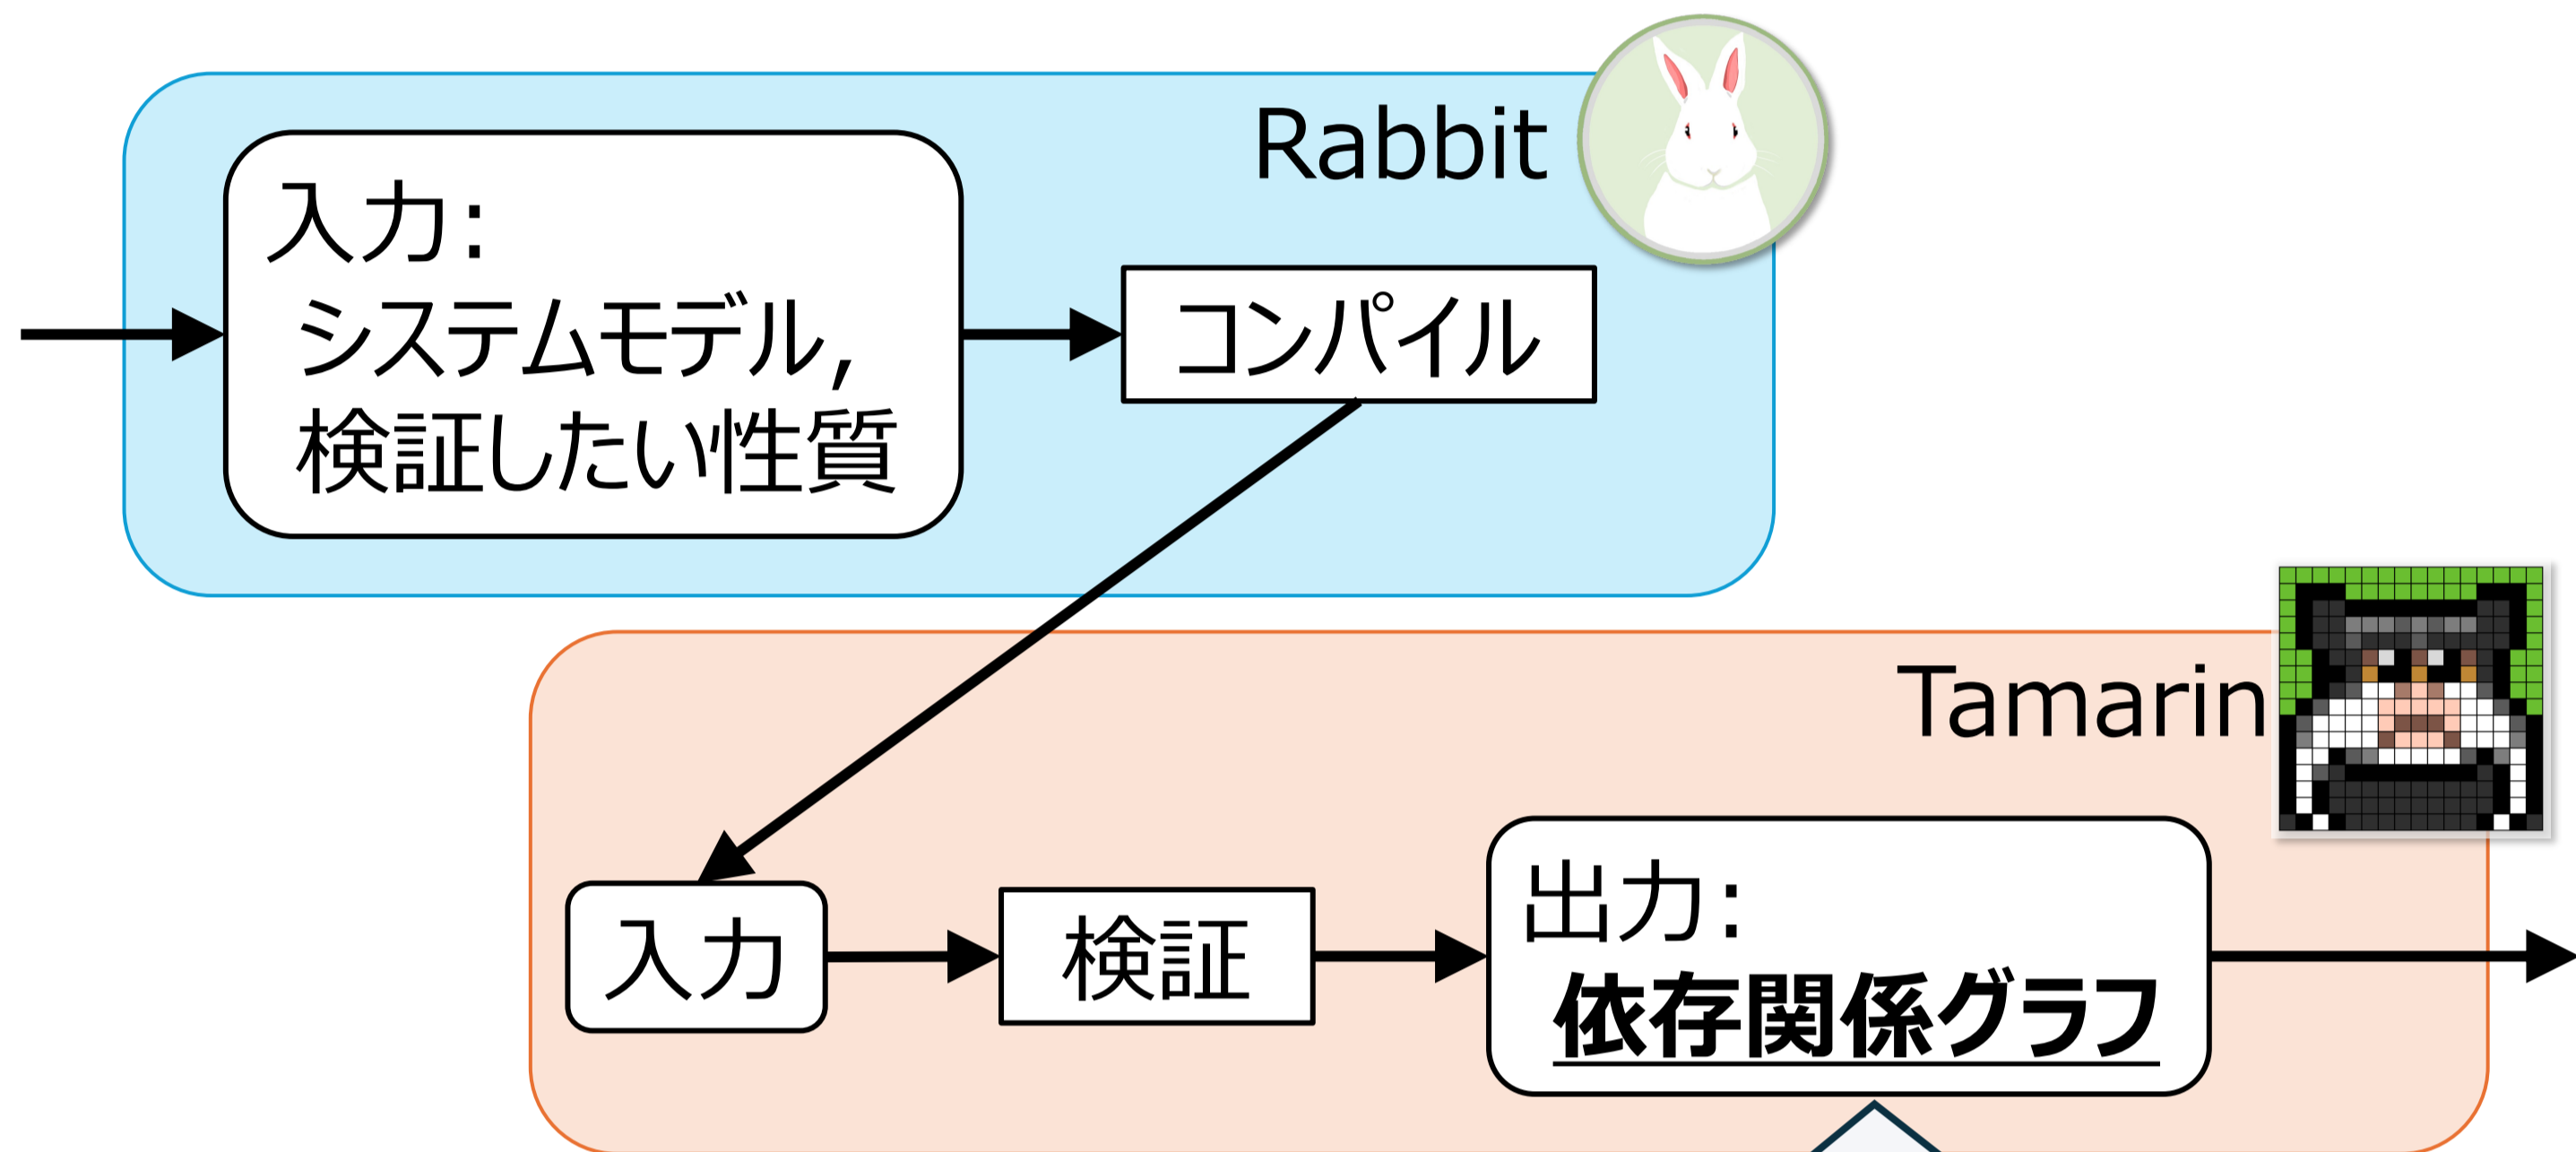 Rabbit
入力:
システムモデル,
検証したい性質
コンパイル
Tamarin
入力
検証
出力:
依存関係グラフ